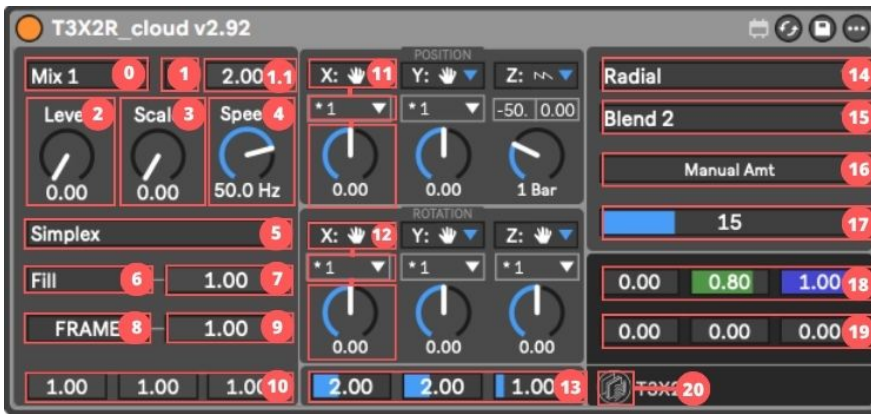 T3X2R_cloud v2.92
Mix 1 0 1 2.00 1.1
Level 2 Scale 3 Speed 4
0.00 0.00 50.0 Hz
Simplex 5
Fill 6 1.00 7
FRAME 8 1.00 9
1.00 1.00 1.00 10
POSITION
X: 11 Y: Z:
* 1 * 1 -50. 0.00
0.00 0.00 1 Bar
ROTATION
X: 12 Y: Z:
* 1 * 1 * 1
0.00 0.00 0.00
2.00 2.00 1.00 13
Radial 14
Blend 2 15
Manual Amt 16
15 17
0.00 0.80 1.00 18
0.00 0.00 0.00 19
T3X2 20